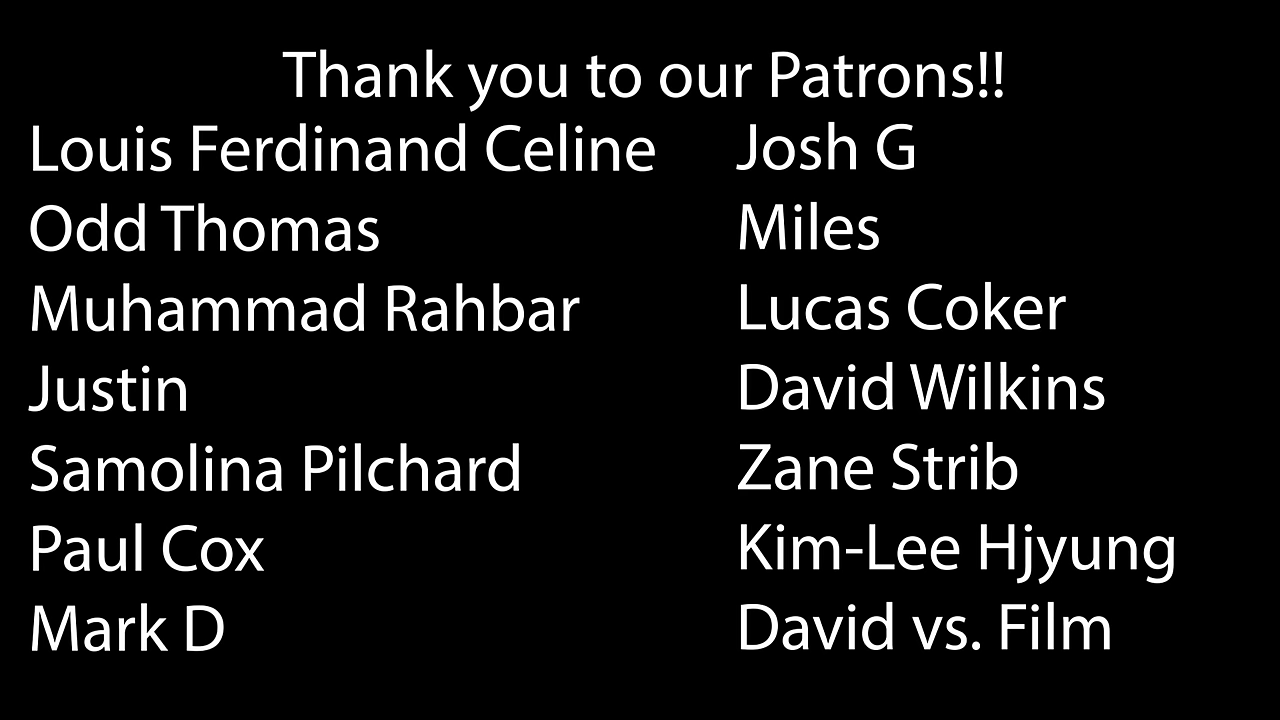 Thank you to our Patrons!!
Louis Ferdinand Celine
Odd Thomas
Muhammad Rahbar
Justin
Samolina Pilchard
Paul Cox
Mark D
Josh G
Miles
Lucas Coker
David Wilkins
Zane Strib
Kim-Lee Hjyung
David vs. Film